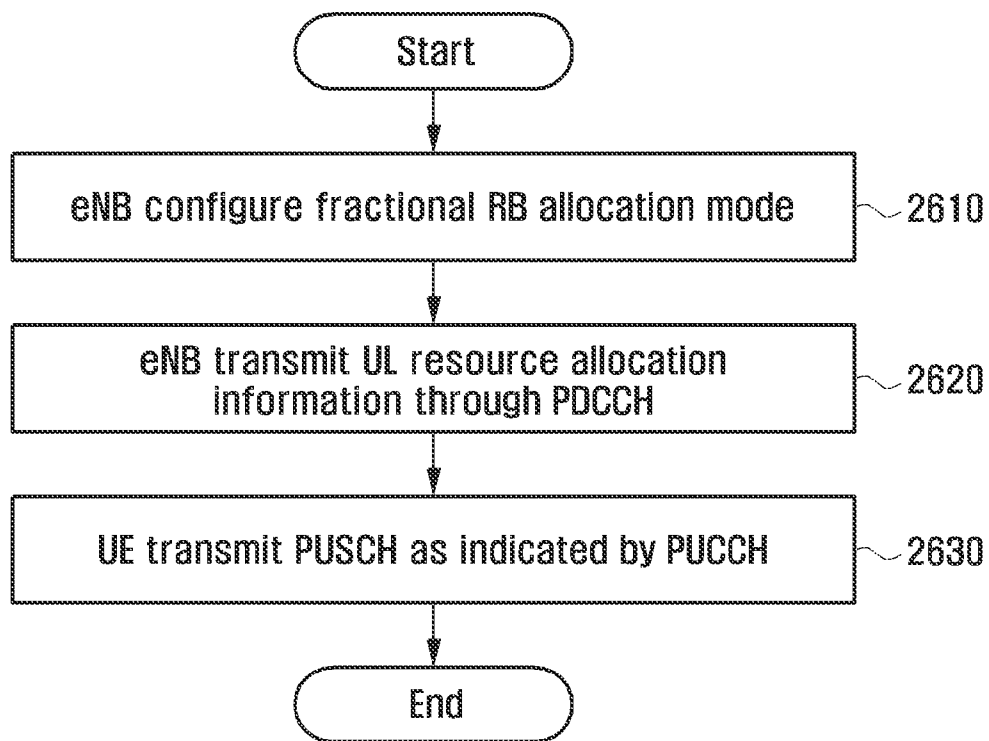 Start
eNB configure fractional RB allocation mode
2610
eNB transmit UL resource allocation
information through PDCCH
2620
UE transmit PUSCH as indicated by PUCCH
2630
End